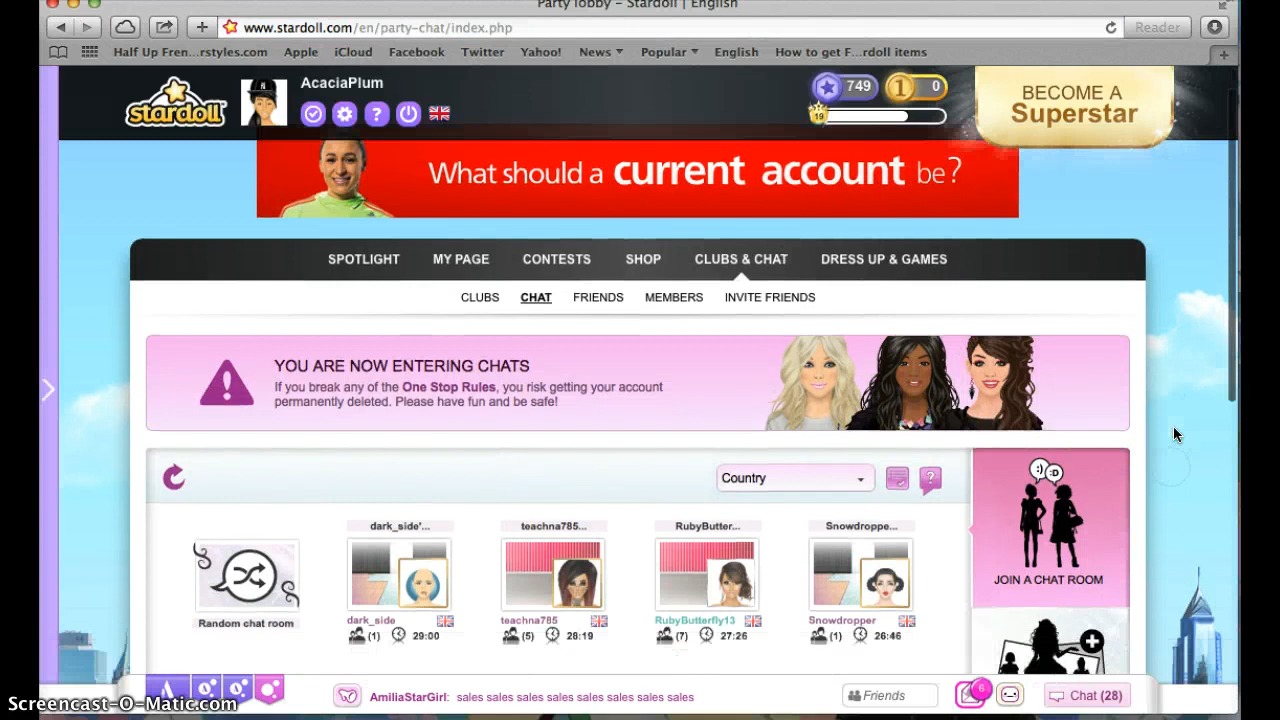 Party lobby – Stardoll | English
www.stardoll.com/en/party-chat/index.php
Reader
Half Up Fren...rstyles.com Apple iCloud Facebook Twitter Yahoo! News Popular English How to get F...rdoll items
stardoll
AcaciaPlum
?
749
1
0
19
BECOME A
Superstar
What should a current account be?
SPOTLIGHT MY PAGE CONTESTS SHOP CLUBS & CHAT DRESS UP & GAMES
CLUBS CHAT FRIENDS MEMBERS INVITE FRIENDS
!
YOU ARE NOW ENTERING CHATS
If you break any of the One Stop Rules, you risk getting your account
permanently deleted. Please have fun and be safe!
Country
?
:) :D
JOIN A CHAT ROOM
Random chat room
dark_side'...
dark_side
(1) 29:00
teachna785...
teachna785
(5) 28:19
RubyButter...
RubyButterfly13
(7) 27:26
Snowdroppe...
Snowdropper
(1) 26:46
AmiliaStarGirl: sales sales sales sales sales sales sales sales
Friends
6
Chat (28)
Screencast-O-Matic.com